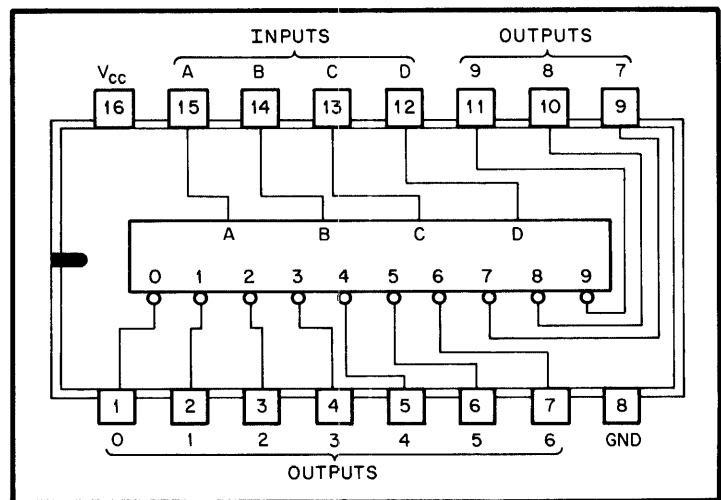 INPUTS OUTPUTS
VCC A B C D 9 8 7
16 15 14 13 12 11 10 9
A B C D
0 1 2 3 4 5 6 7 8 9
1 2 3 4 5 6 7 8
0 1 2 3 4 5 6 GND
OUTPUTS